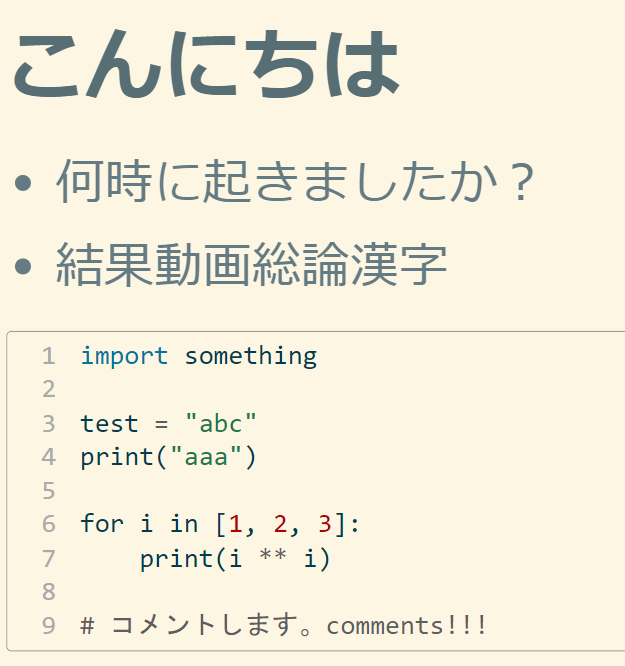 こんにちは
• 何時に起きましたか？
• 結果動画総論漢字
1 import something
2
3 test = "abc"
4 print("aaa")
5
6 for i in [1, 2, 3]:
7     print(i ** i)
8
9 # コメントします。comments!!!